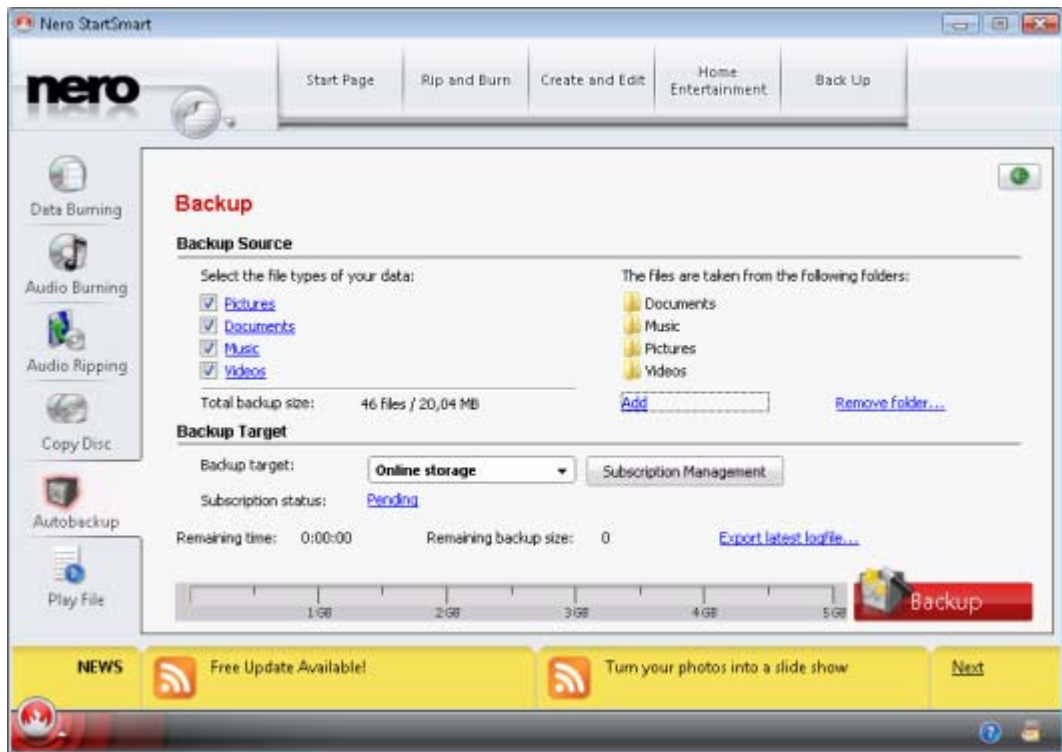 Nero StartSmart
nero
Start Page
Rip and Burn
Create and Edit
Home
Entertainment
Back Up
Data Burning
Audio Burning
Audio Ripping
Copy Disc
Autobackup
Play File
Backup
Backup Source
Select the file types of your data:
The files are taken from the following folders:
Pictures
Documents
Documents
Music
Music
Pictures
Videos
Videos
Total backup size: 46 files / 20,04 MB
Add
Remove folder...
Backup Target
Backup target: Online storage Subscription Management
Subscription status: Pending
Remaining time: 0:00:00 Remaining backup size: 0 Export latest logfile...
1 GB 2 GB 3 GB 4 GB 5 GB
Backup
NEWS
Free Update Available!
Turn your photos into a slide show
Next